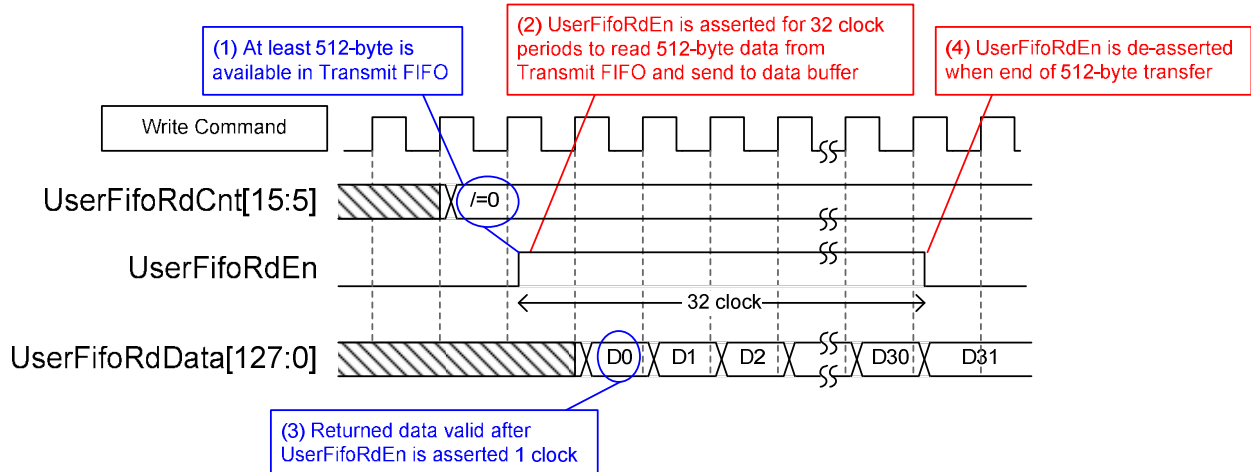 (1) At least 512-byte is
available in Transmit FIFO
(2) UserFifoRdEn is asserted for 32 clock
periods to read 512-byte data from
Transmit FIFO and send to data buffer
(4) UserFifoRdEn is de-asserted
when end of 512-byte transfer
Write Command
UserFifoRdCnt[15:5]
/=0
UserFifoRdEn
32 clock
UserFifoRdData[127:0]
D0 D1 D2 D30 D31
(3) Returned data valid after
UserFifoRdEn is asserted 1 clock